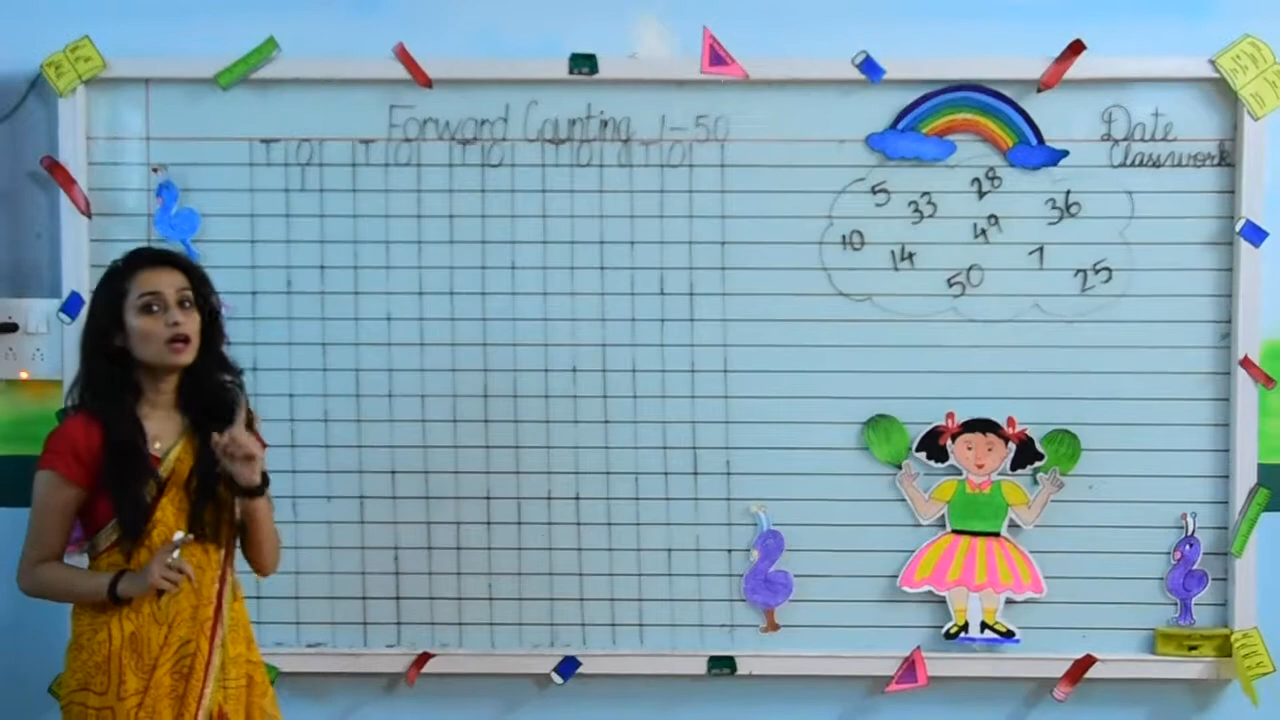 Forward Counting 1-50
T O T O T O T O T O
Date
Classwork
5 33 28 36
10 14 49 7
50 25